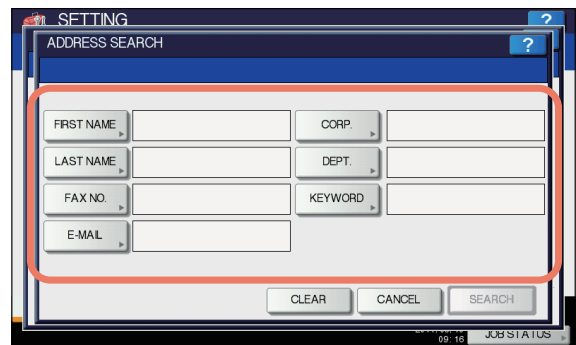 SETTING
?
ADDRESS SEARCH
?
FIRST NAME
CORP.
LAST NAME
DEPT.
FAX NO.
KEYWORD
E-MAIL
CLEAR
CANCEL
SEARCH
09:16
JOB STATUS